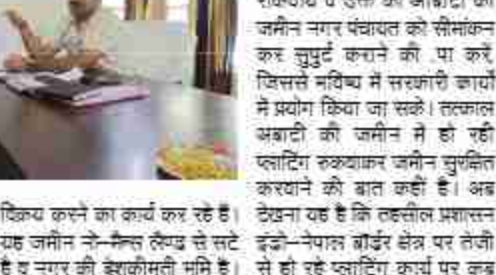 विक्रय करने का कार्य कर रहे हैं।
यह जमीन नो-मैन्स लैण्ड से सटे
है व नगर की बेशकीमती भूमि है।
जमीन नगर पंचायत को सीमांकन
कर सुपुर्द कराने की .पा करें
जिससे भविष्य में सरकारी कार्यों
में प्रयोग किया जा सके। तत्काल
अबादी की जमीन में हो रही
प्लाटिंग रुकवाकर जमीन सुरक्षित
करवाने की बात कहीं है। अब
देखना यह है कि तहसील प्रशासन
इंडो-नेपाल बॉर्डर क्षेत्र पर तेजी
से हो रहे प्लाटिंग कार्य पर कब